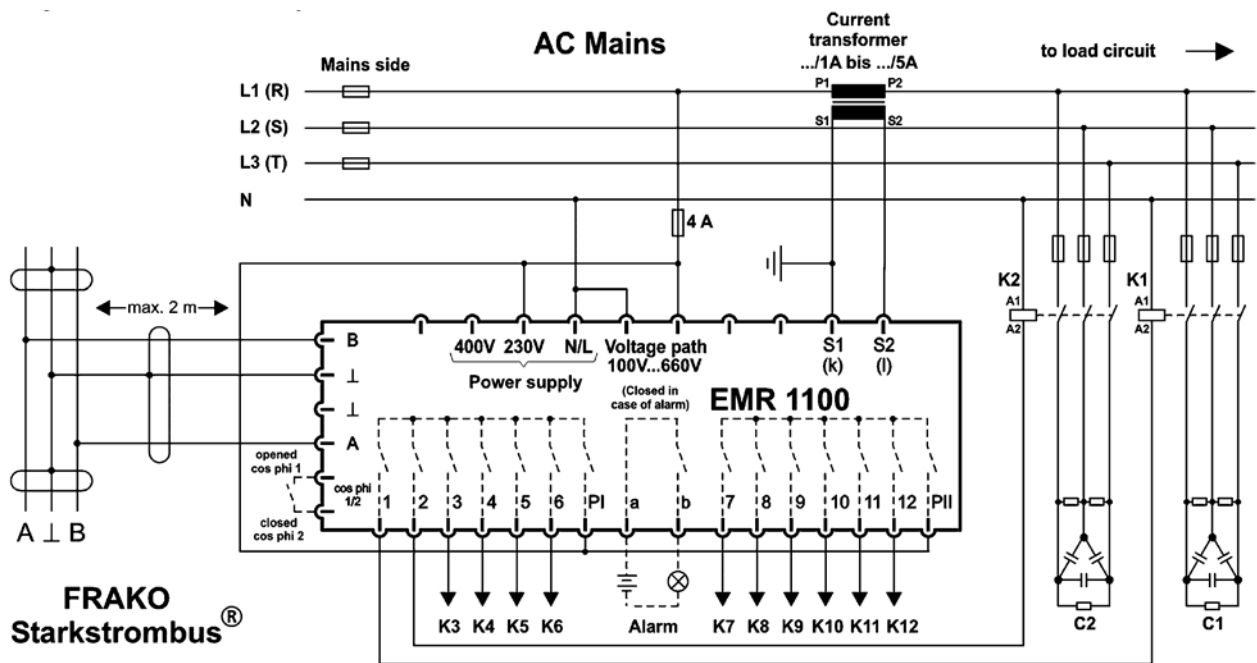 AC Mains
Current
transformer
.../1A bis .../5A
to load circuit
Mains side
P1
P2
L1 (R)
S1
S2
L2 (S)
L3 (T)
N
4 A
K2
A1
A2
K1
A1
A2
max. 2 m
B
⊥
⊥
A
400V
230V
N/L
Power supply
Voltage path
100V...660V
S1
(k)
S2
(l)
(Closed in
case of alarm)
EMR 1100
opened
cos phi 1
cos phi
1/2
closed
cos phi 2
1
2
3
4
5
6
PI
a
b
7
8
9
10
11
12
PII
A ⊥ B
FRAKO
Starkstrombus®
K3
K4
K5
K6
Alarm
K7
K8
K9
K10
K11
K12
C2
C1